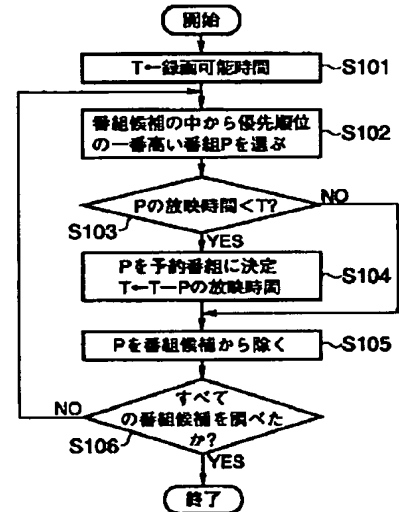 開始
T←録画可能時間
S101
番組候補の中から優先順位
の一番高い番組Pを選ぶ
S102
Pの放映時間<T?
NO
S103
YES
Pを予約番組に決定
T←T－Pの放映時間
S104
Pを番組候補から除く
S105
すべて
の番組候補を調べた
か?
NO
S106
YES
終了